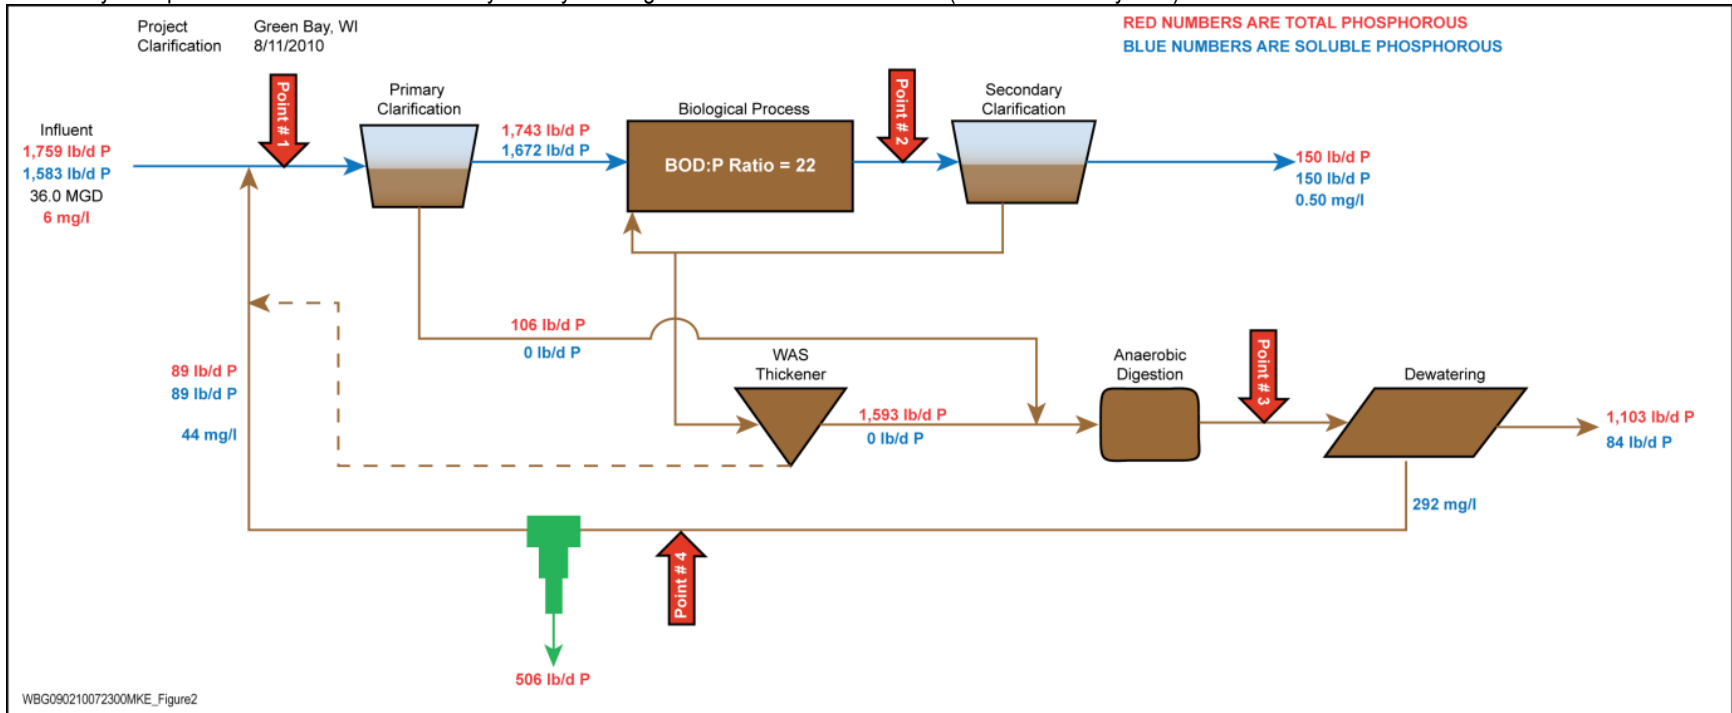 Project
Clarification
Green Bay, WI
8/11/2010
RED NUMBERS ARE TOTAL PHOSPHOROUS
BLUE NUMBERS ARE SOLUBLE PHOSPHOROUS
Influent
1,759 lb/d P
1,583 lb/d P
36.0 MGD
6 mg/l
Point # 1
Primary
Clarification
1,743 lb/d P
1,672 lb/d P
Biological Process
BOD:P Ratio = 22
Point # 2
Secondary
Clarification
150 lb/d P
150 lb/d P
0.50 mg/l
106 lb/d P
0 lb/d P
89 lb/d P
89 lb/d P
44 mg/l
WAS
Thickener
1,593 lb/d P
0 lb/d P
Anaerobic
Digestion
Point # 3
Dewatering
1,103 lb/d P
84 lb/d P
292 mg/l
Point # 4
506 lb/d P
WBG090210072300MKE_Figure2